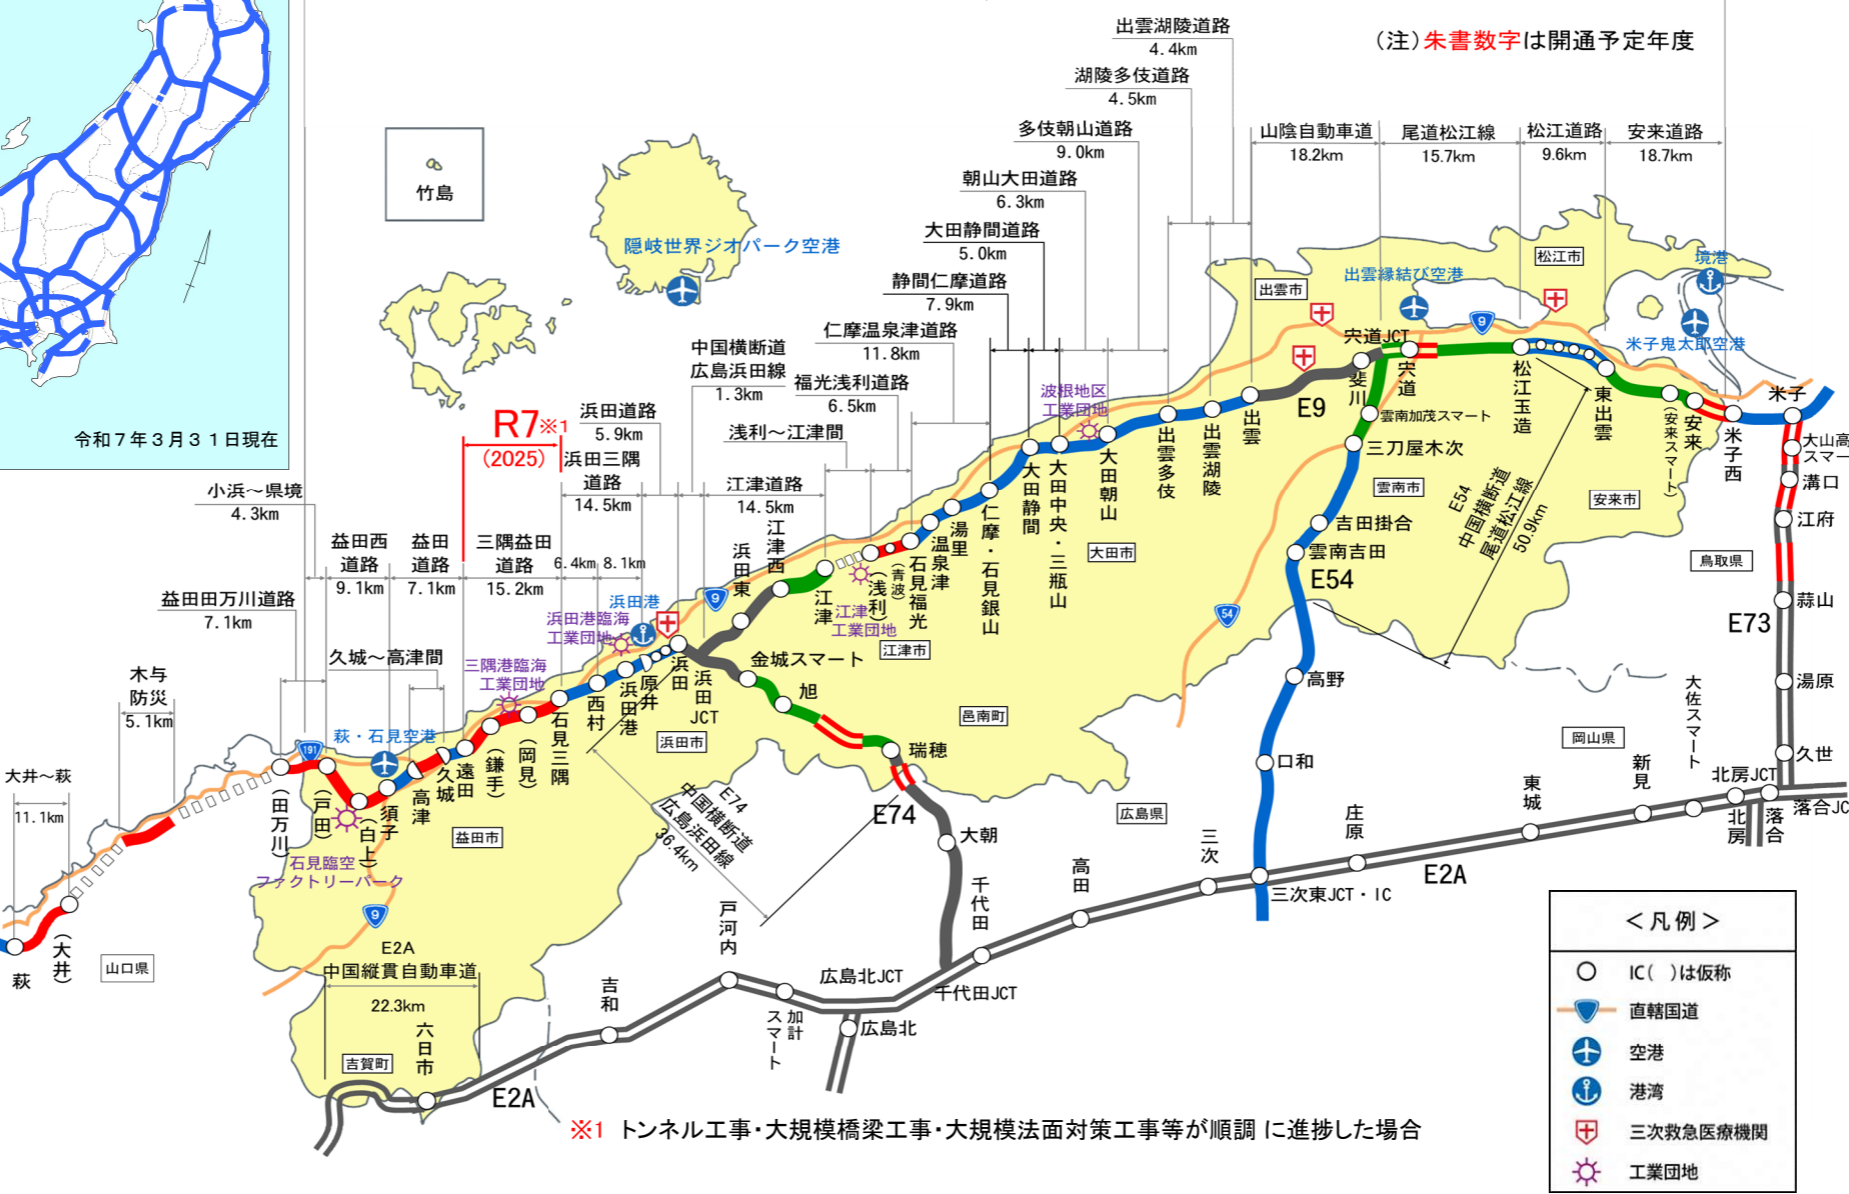 (注)朱書数字は開通予定年度
令和7年3月31日現在
竹島
隠岐世界ジオパーク空港
出雲湖陵道路
4.4km
湖陵多伎道路
4.5km
多伎朝山道路
9.0km
朝山大田道路
6.3km
大田静間道路
5.0km
静間仁摩道路
7.9km
仁摩温泉津道路
11.8km
福光浅利道路
6.5km
中国横断道
広島浜田線
1.3km
浜田道路
5.9km
浅利～江津間
江津道路
14.5km
浜田三隅
道路
14.5km
6.4km
8.1km
R7※1
(2025)
三隅益田
道路
15.2km
益田
道路
7.1km
益田西
道路
9.1km
小浜～県境
4.3km
益田田万川道路
7.1km
久城～高津間
木与
防災
5.1km
大井～萩
11.1km
山陰自動車道
18.2km
尾道松江線
15.7km
松江道路
9.6km
安来道路
18.7km
松江市
出雲市
出雲縁結び空港
境港
米子鬼太郎空港
9
宍道JCT
宍道
斐川
E9
出雲
出雲湖陵
出雲多伎
大田朝山
大田中央・三瓶山
大田静間
仁摩・石見銀山
湯里
温泉津
石見福光
(青波)
(浅利)
江津
江津西
浜田東
浜田
浜田JCT
原井
浜田港
西村
石見三隅
(岡見)
(鎌手)
遠田
久城
高津
須子
(白上)
(戸田)
(田万川)
(大井)
萩
松江玉造
東出雲
(安来スマート)
安来
米子西
米子
大山高
スマー
溝口
江府
蒜山
E73
湯原
久世
北房JCT
落合JC
落合
北房
大佐スマート
新見
東城
庄原
E2A
三次東JCT・IC
三次
高田
千代田
千代田JCT
広島北JCT
広島北
加計
スマート
戸河内
吉和
E2A
六日市
波根地区
工業団地
江津
工業団地
浜田港
浜田港臨海
工業団地
三隅港臨海
工業団地
萩・石見空港
石見臨空
ファクトリーパーク
9
191
9
54
雲南加茂スマート
三刀屋木次
吉田掛合
雲南吉田
E54
高野
口和
E54
中国横断道
尾道松江線
50.9km
雲南市
安来市
大田市
江津市
邑南町
浜田市
益田市
吉賀町
山口県
広島県
岡山県
鳥取県
金城スマート
旭
瑞穂
E74
大朝
E74
中国横断道
広島浜田線
36.4km
E2A
中国縦貫自動車道
22.3km
※1 トンネル工事・大規模橋梁工事・大規模法面対策工事等が順調に進捗した場合
＜凡例＞
IC( )は仮称
直轄国道
空港
港湾
三次救急医療機関
工業団地